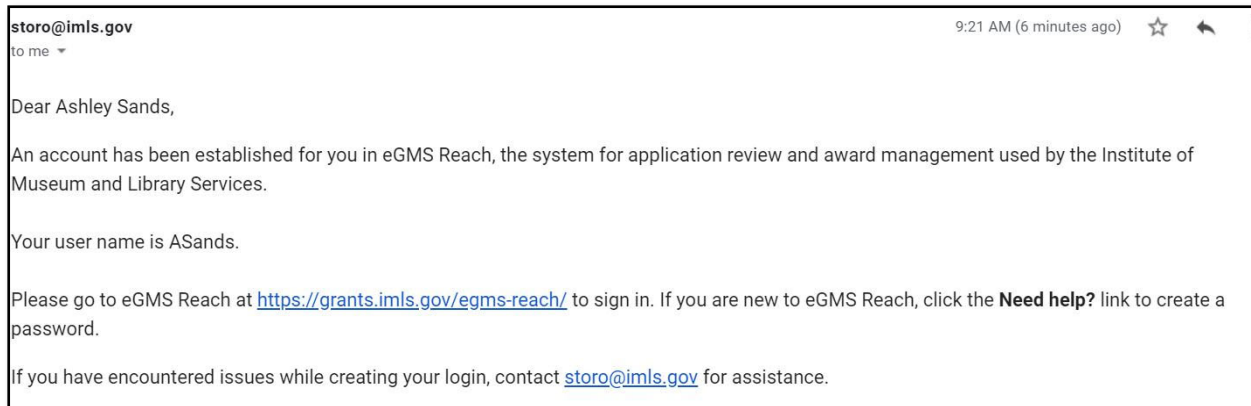 storo@imls.gov
9:21 AM (6 minutes ago)
to me
Dear Ashley Sands,
An account has been established for you in eGMS Reach, the system for application review and award management used by the Institute of
Museum and Library Services.
Your user name is ASands.
Please go to eGMS Reach at https://grants.imls.gov/egms-reach/ to sign in. If you are new to eGMS Reach, click the Need help? link to create a
password.
If you have encountered issues while creating your login, contact storo@imls.gov for assistance.